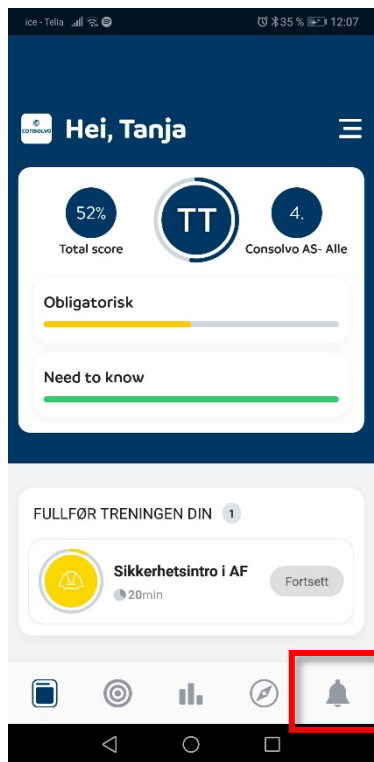 ice - Telia 35 % 12:07
CONSOLVO Hei, Tanja
52% TT 4.
Total score Consolvo AS- Alle
Obligatorisk
Need to know
FULLFØR TRENINGEN DIN 1
Sikkerhetsintro i AF
20min Fortsett